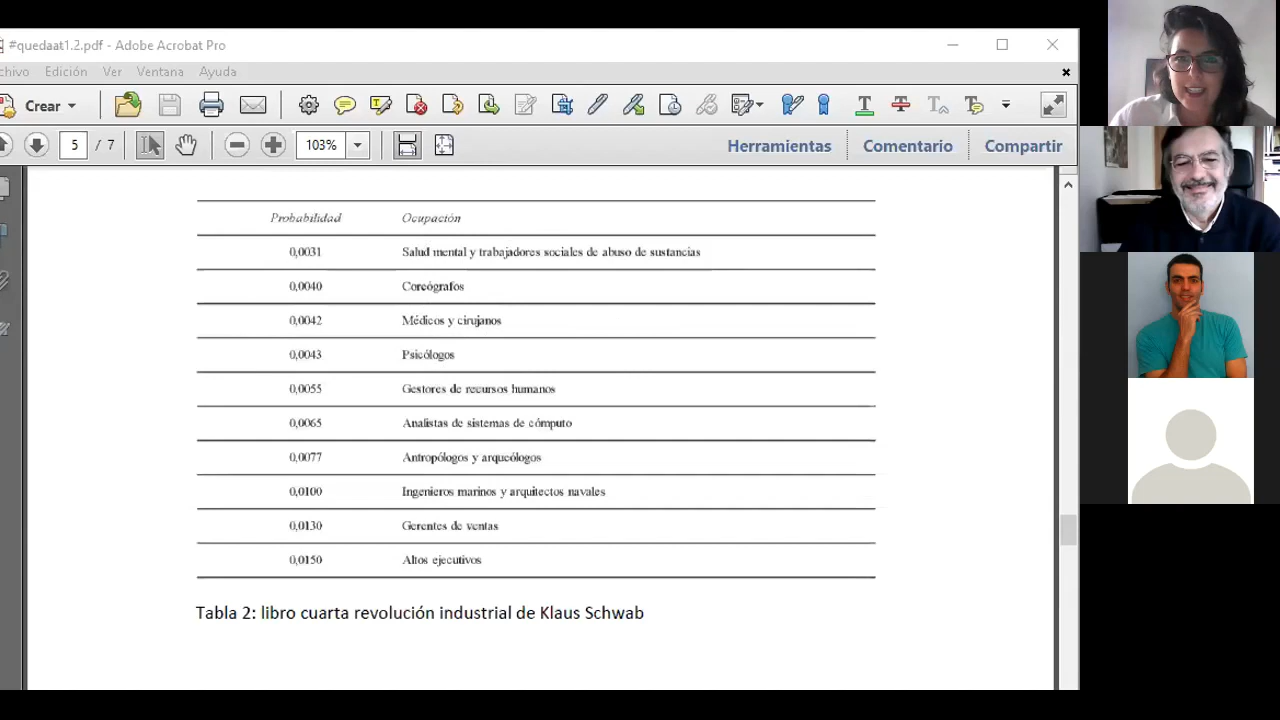 #quedaat1.2.pdf - Adobe Acrobat Pro
chivo Edición Ver Ventana Ayuda
Crear
5 / 7 103% Herramientas Comentario Compartir
Probabilidad Ocupación
0,0031 Salud mental y trabajadores sociales de abuso de sustancias
0,0040 Coreógrafos
0,0042 Médicos y cirujanos
0,0043 Psicólogos
0,0055 Gestores de recursos humanos
0,0065 Analistas de sistemas de cómputo
0,0077 Antropólogos y arqueólogos
0,0100 Ingenieros marinos y arquitectos navales
0,0130 Gerentes de ventas
0,0150 Altos ejecutivos
Tabla 2: libro cuarta revolución industrial de Klaus Schwab